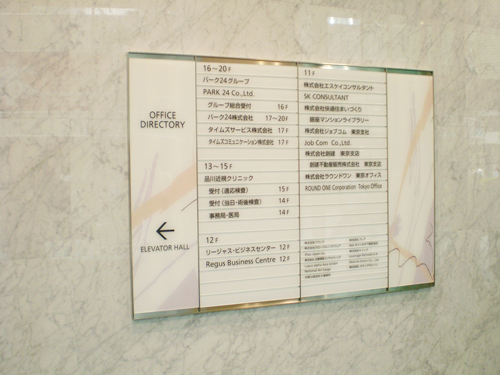 OFFICE
DIRECTORY
ELEVATOR HALL
16~20F
パーク24グループ
PARK 24 Co.,Ltd.
グループ総合受付 16F
パーク24株式会社 17~20F
タイムズサービス株式会社 17F
タイムズコミュニケーション株式会社 17F
13~15F
品川近視クリニック
受付(適応検査) 15F
受付(当日・術後検査) 14F
事務局・医局 14F
12F
リージャス・ビジネスセンター 12F
Regus Business Centre 12F
11F
株式会社エスケイコンサルタント
SK CONSULTANT
株式会社快適住まいづくり
銀座マンションライブラリー
株式会社ジョブコム 東京支社
Job Com Co.,Ltd.
株式会社創建 東京支店
創建不動産販売株式会社 東京支店
株式会社ラウンドワン 東京オフィス
ROUND ONE Corporation Tokyo Office